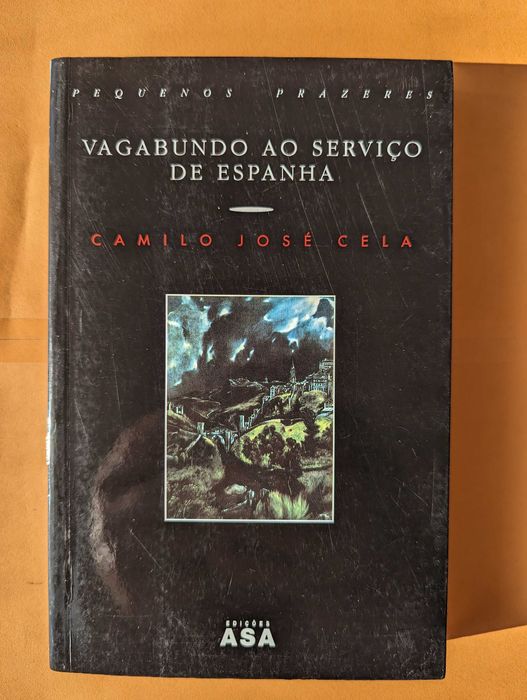 PEQUENOS PRAZERES
VAGABUNDO AO SERVIÇO
DE ESPANHA
CAMILO JOSÉ CELA
EDIÇÕES
ASA